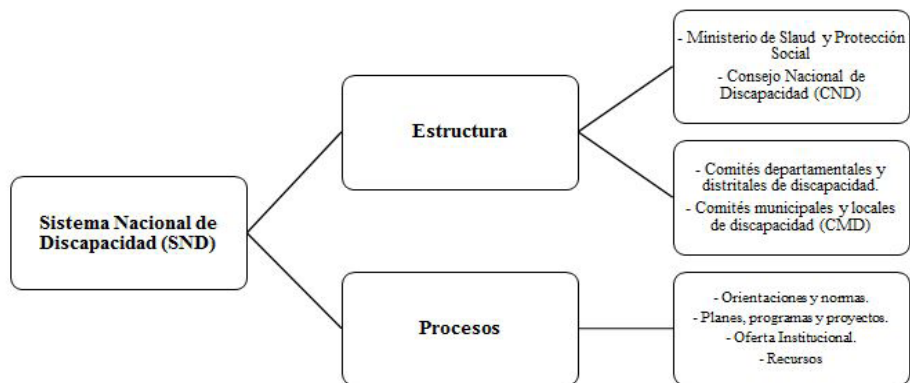 - Ministerio de Slaud y Protección
Social
- Consejo Nacional de
Discapacidad (CND)
Estructura
- Comités departamentales y
distritales de discapacidad.
- Comités municipales y locales
de discapacidad (CMD)
Sistema Nacional de
Discapacidad (SND)
Procesos
- Orientaciones y normas.
- Planes, programas y proyectos.
- Oferta Institucional.
- Recursos